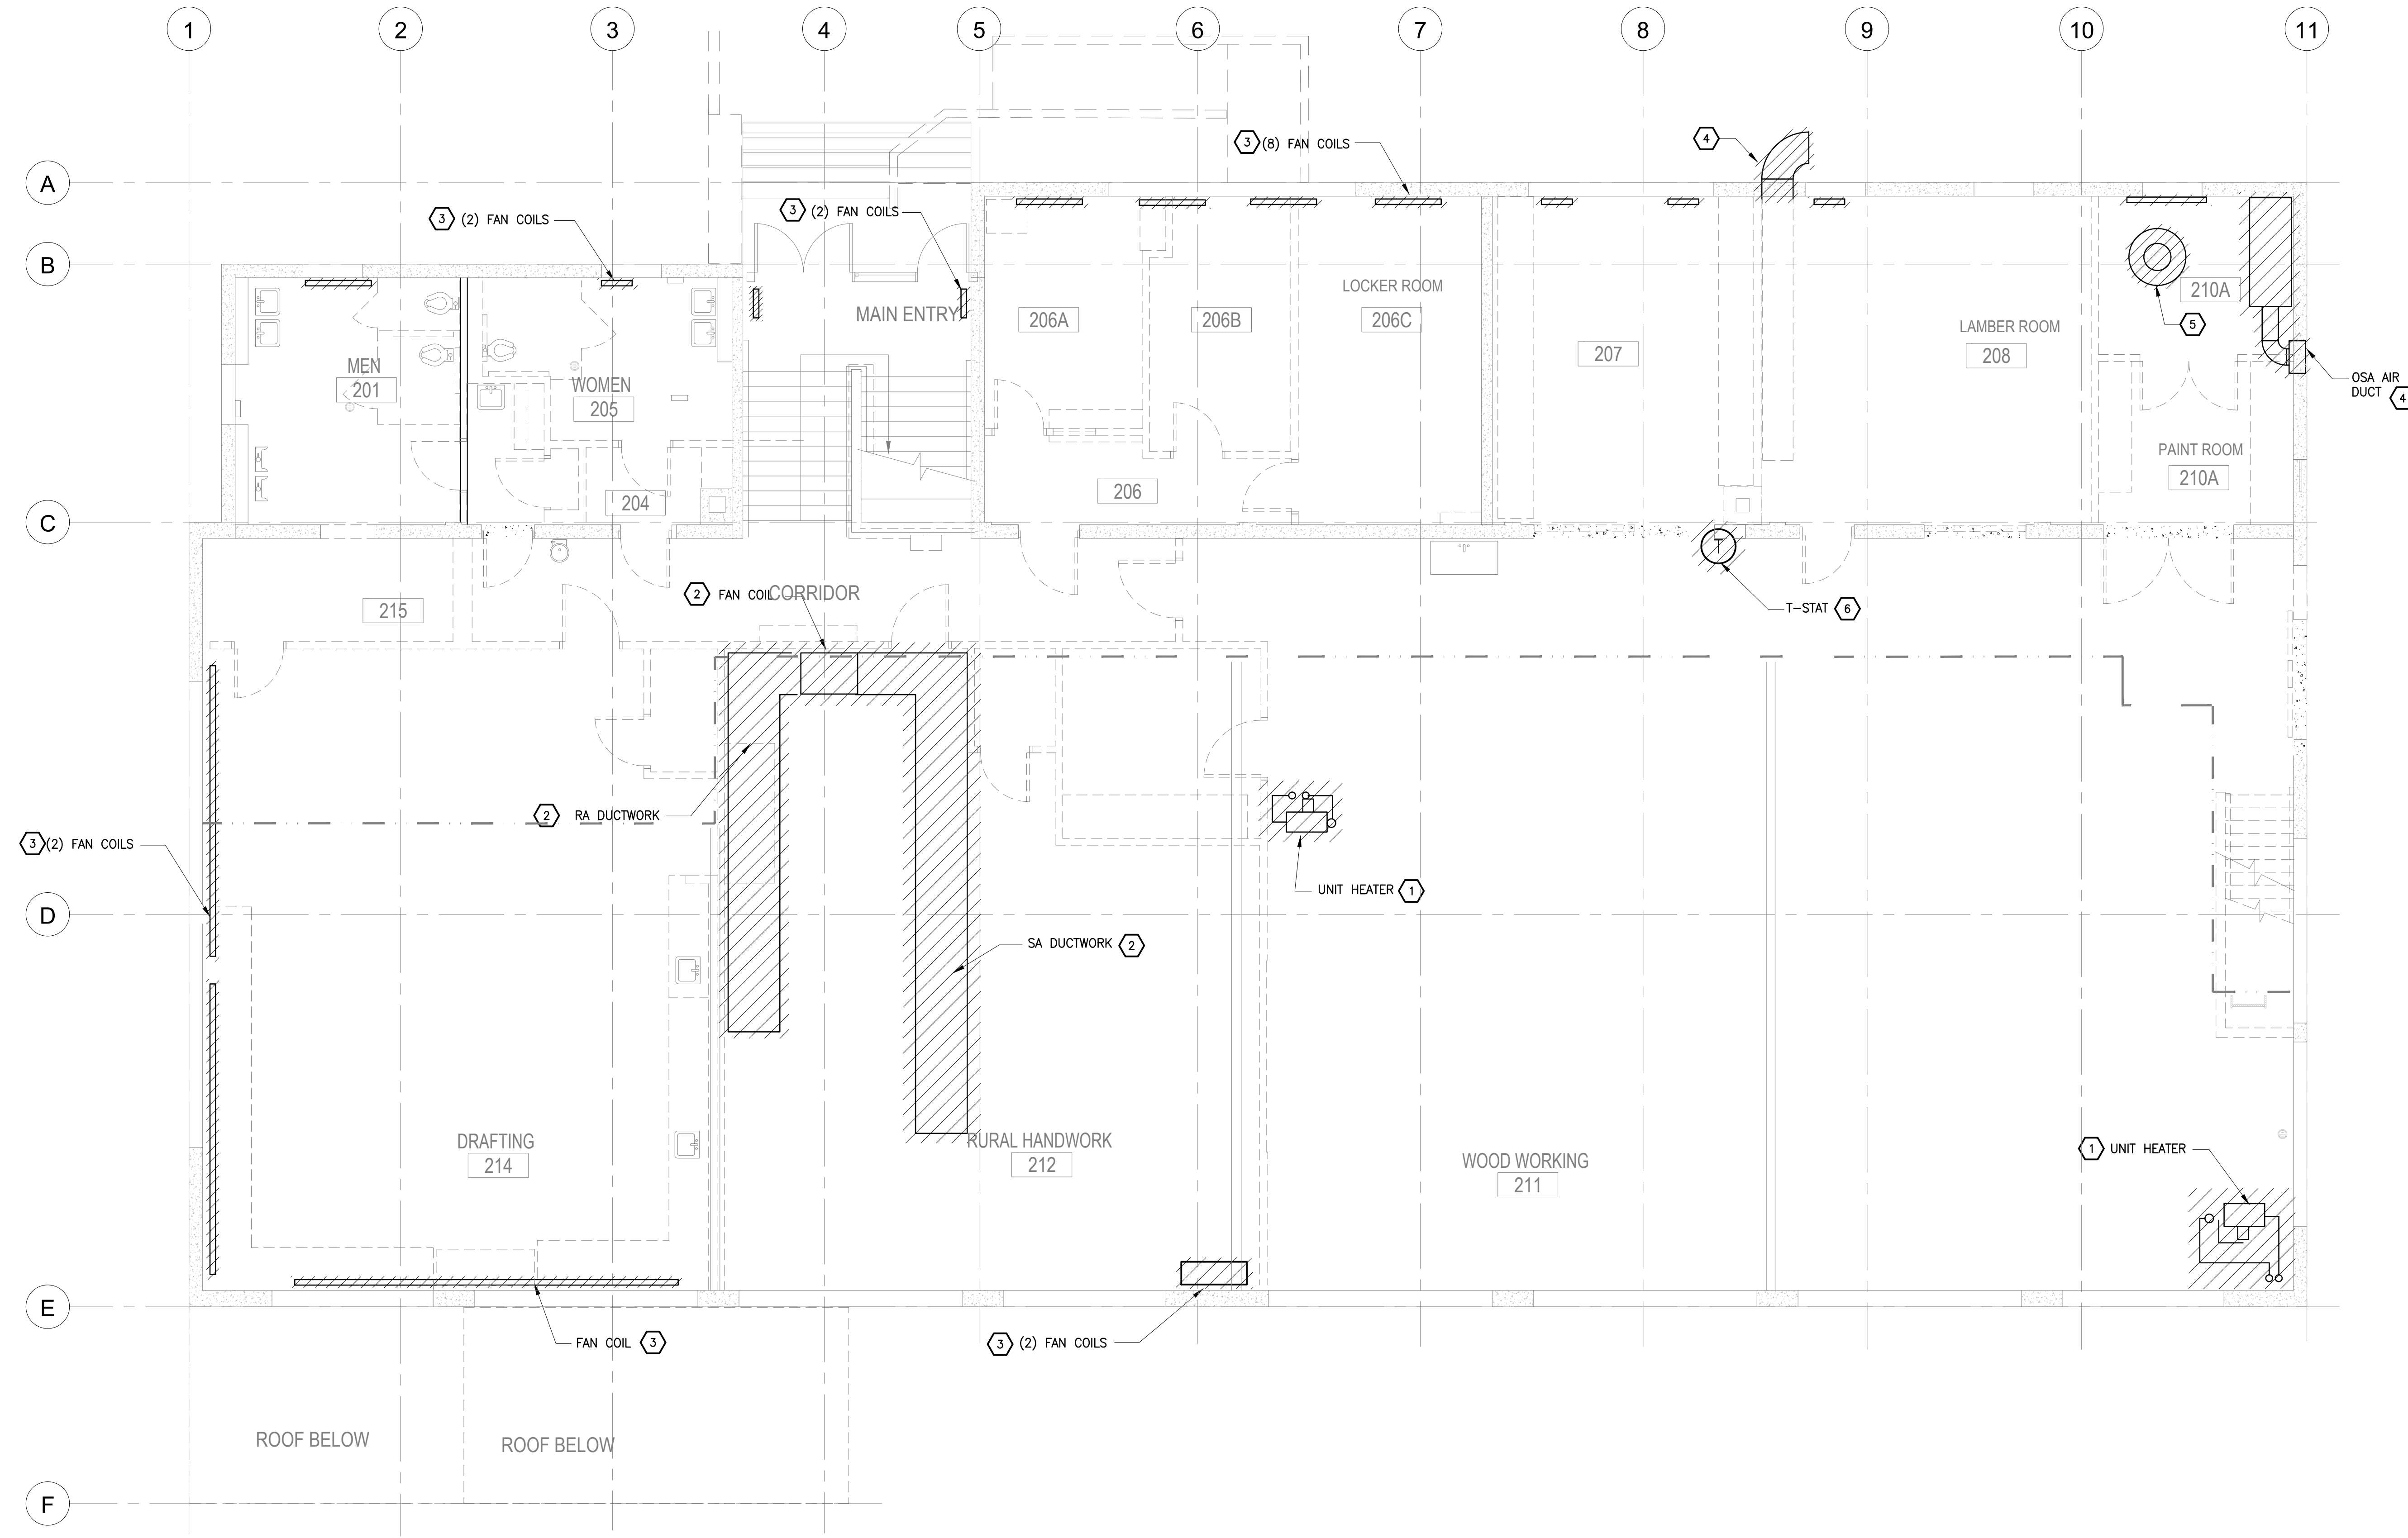 1 2 3 4 5 6 7 8 9 10 11
A
B
C
D
E
F
3 (8) FAN COILS
4
3 (2) FAN COILS
3 (2) FAN COILS
MAIN ENTRY
LOCKER ROOM
206A
206B
206C
207
LAMBER ROOM
208
210A
5
OSA AIR
DUCT 4
MEN
201
WOMEN
205
204
206
PAINT ROOM
210A
T
T-STAT 6
215
2 FAN COIL
CORRIDOR
2 RA DUCTWORK
3 (2) FAN COILS
UNIT HEATER 1
SA DUCTWORK 2
DRAFTING
214
RURAL HANDWORK
212
WOOD WORKING
211
1 UNIT HEATER
FAN COIL 3
3 (2) FAN COILS
ROOF BELOW
ROOF BELOW